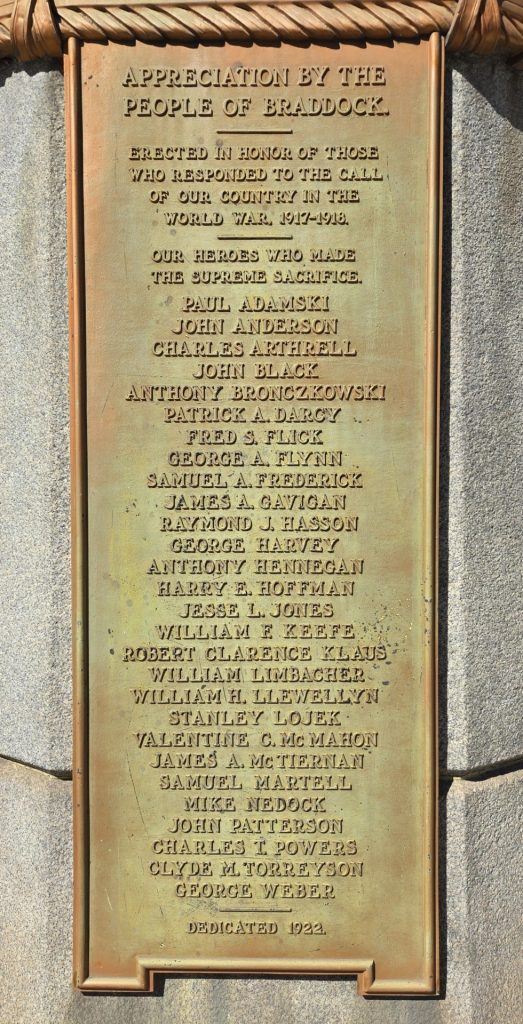 APPRECIATION BY THE
PEOPLE OF BRADDOCK.
ERECTED IN HONOR OF THOSE
WHO RESPONDED TO THE CALL
OF OUR COUNTRY IN THE
WORLD WAR, 1917-1918.
OUR HEROES WHO MADE
THE SUPREME SACRIFICE.
PAUL ADAMSKI
JOHN ANDERSON
CHARLES ARTHRELL
JOHN BLACK
ANTHONY BRONCZKOWSKI
PATRICK A. DARCY
FRED S. FLICK
GEORGE A. FLYNN
SAMUEL A. FREDERICK
JAMES A. GAVIGAN
RAYMOND J. HASSON
GEORGE HARVEY
ANTHONY HENNEGAN
HARRY E. HOFFMAN
JESSE L. JONES
WILLIAM F. KEEFE
ROBERT CLARENCE KLAUS
WILLIAM LIMBACHER
WILLIAM H. LLEWELLYN
STANLEY LOJEK
VALENTINE C. MCMAHON
JAMES A. MCTIERNAN
SAMUEL MARTELL
MIKE NEDOCK
JOHN PATTERSON
CHARLES T. POWERS
CLYDE M. TORREYSON
GEORGE WEBER
DEDICATED 1922.